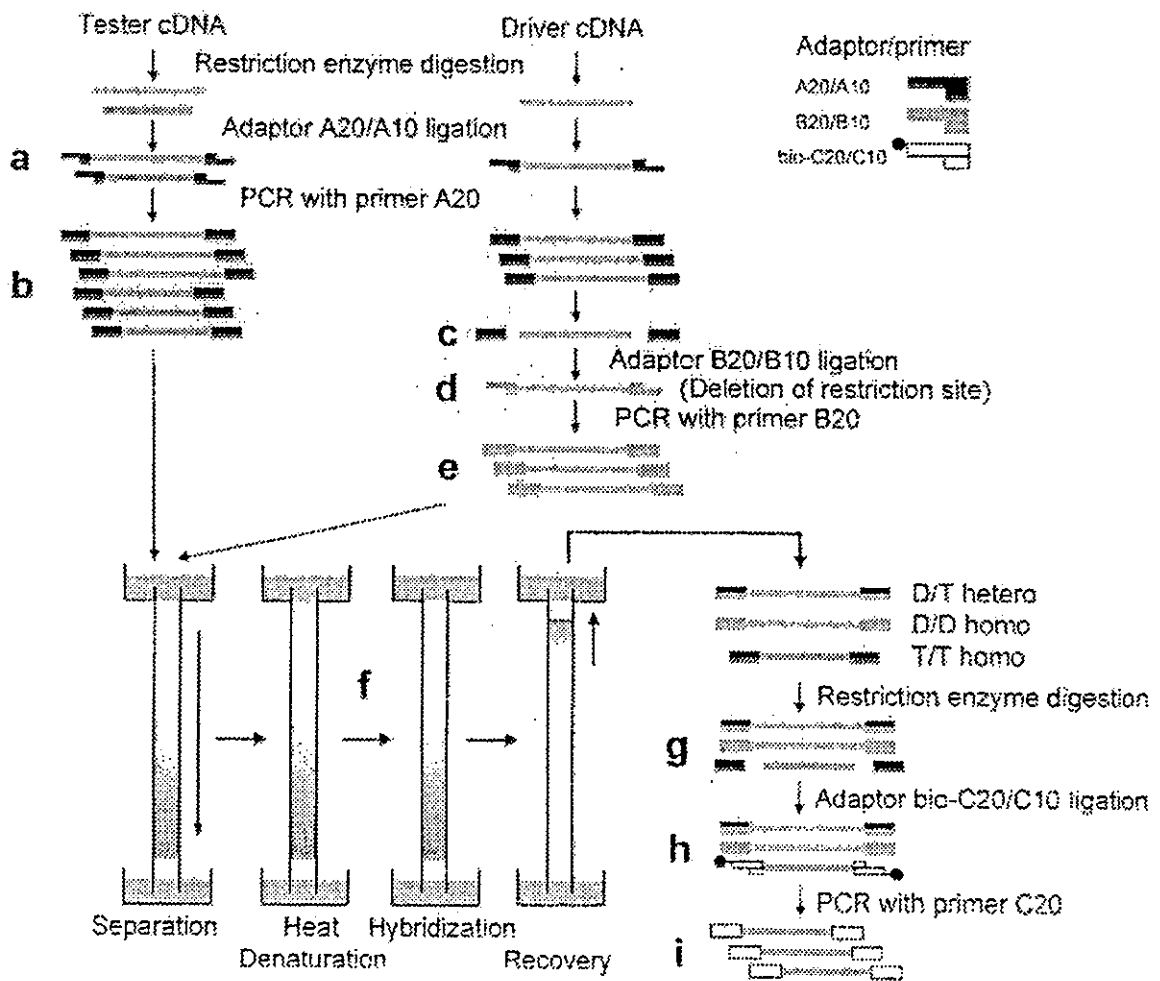 Tester cDNA
Driver cDNA
Adaptor/primer
Restriction enzyme digestion
A20/A10
B20/B10
bio-C20/C10
Adaptor A20/A10 ligation
a
PCR with primer A20
b
c
Adaptor B20/B10 ligation
(Deletion of restriction site)
d
PCR with primer B20
e
D/T hetero
D/D homo
T/T homo
f
Restriction enzyme digestion
g
Adaptor bio-C20/C10 ligation
h
PCR with primer C20
i
Separation
Heat
Denaturation
Hybridization
Recovery